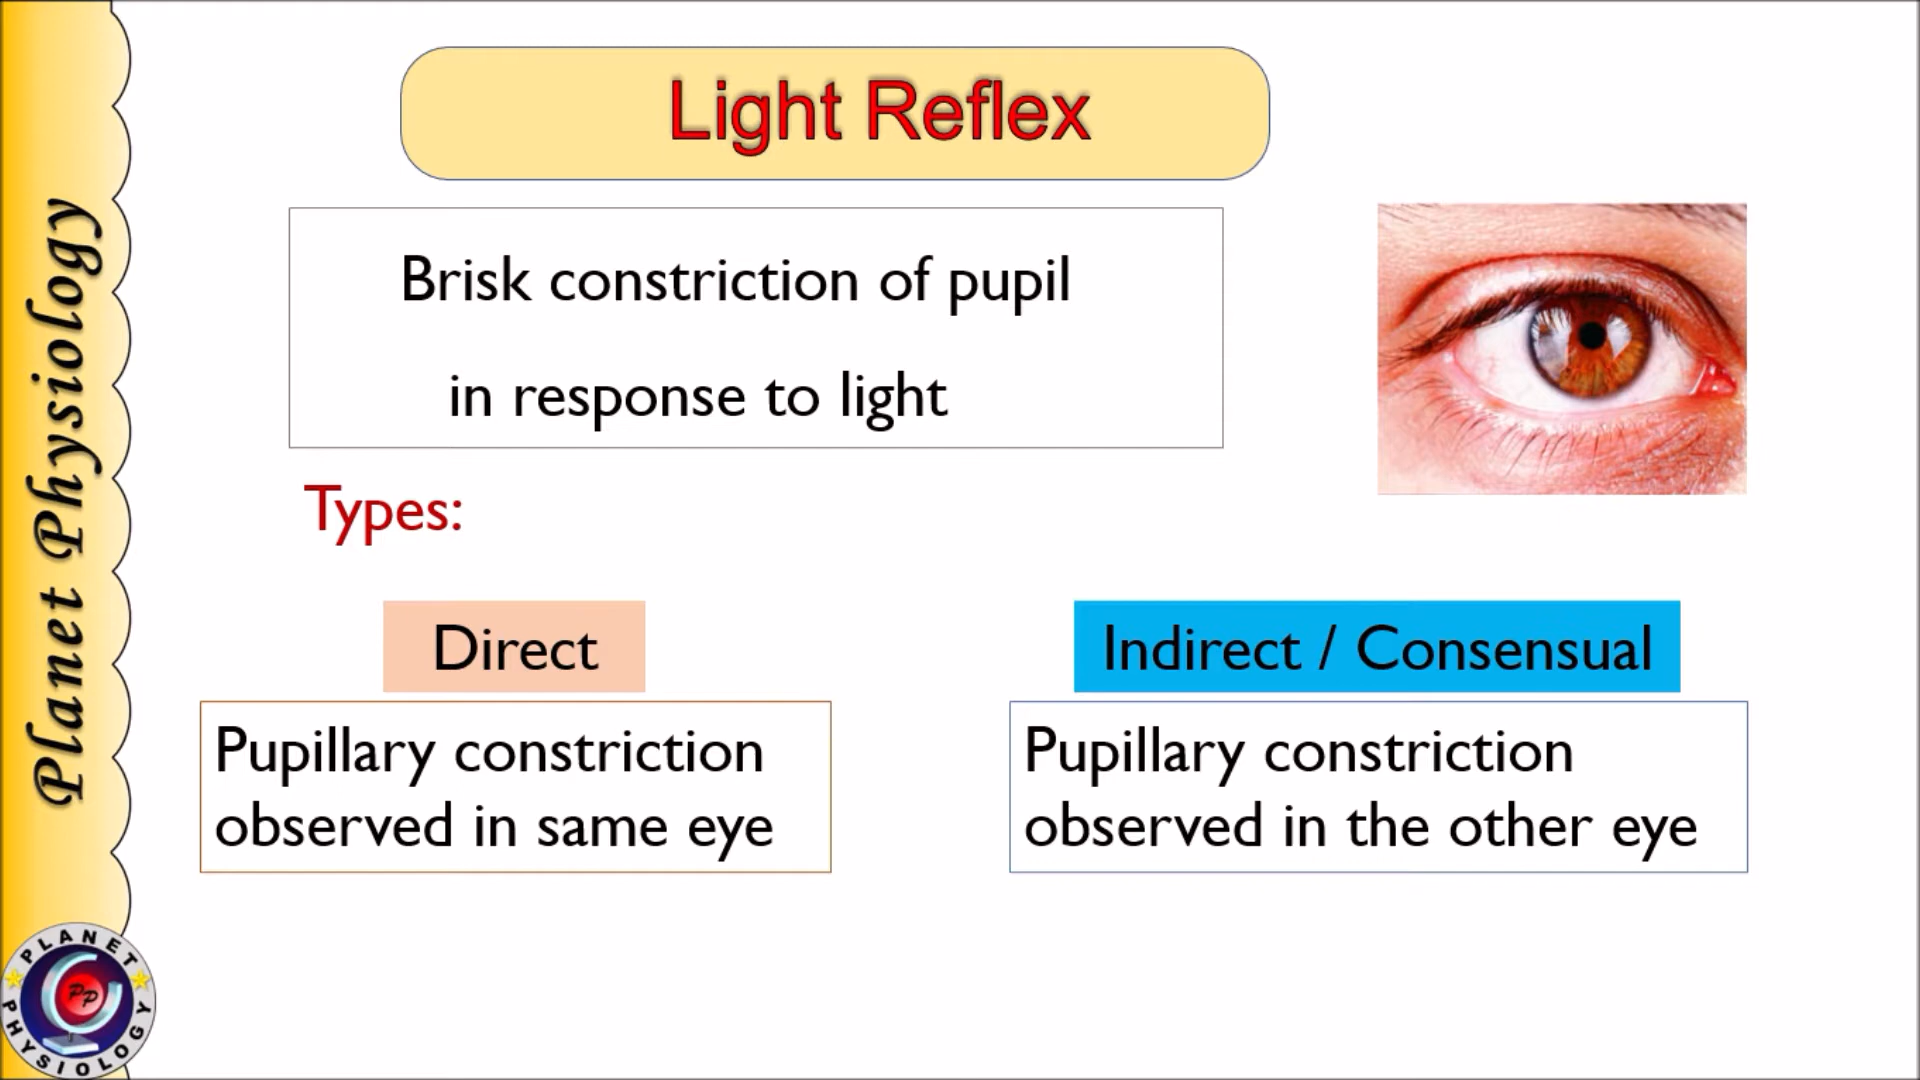 Light Reflex
Brisk constriction of pupil
in response to light
Types:
Direct
Pupillary constriction
observed in same eye
Indirect / Consensual
Pupillary constriction
observed in the other eye
Planet Physiology
PLANET
PP
PHYSIOLOGY